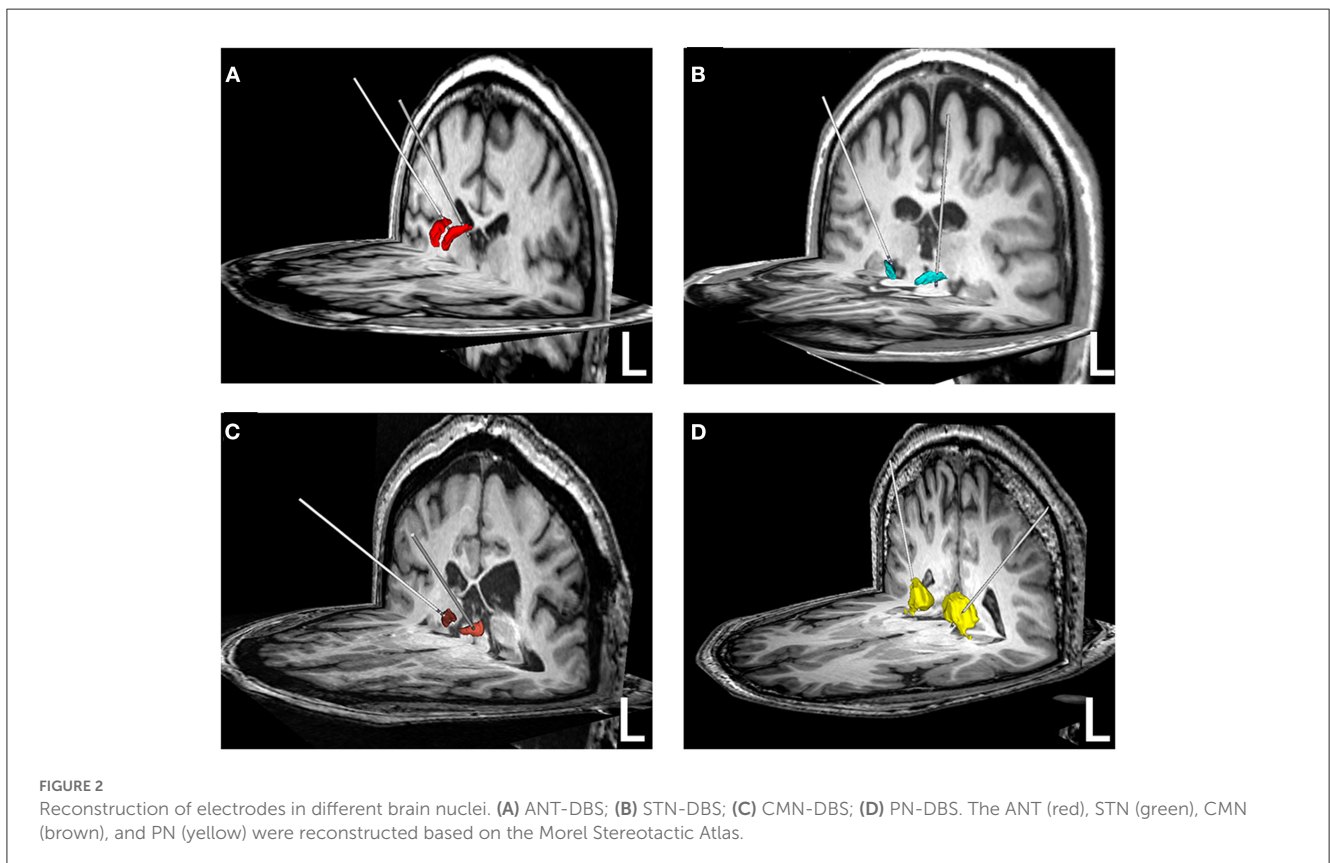 A
B
L
L
C
D
L
L
FIGURE 2
Reconstruction of electrodes in different brain nuclei. (A) ANT-DBS; (B) STN-DBS; (C) CMN-DBS; (D) PN-DBS. The ANT (red), STN (green), CMN
(brown), and PN (yellow) were reconstructed based on the Morel Stereotactic Atlas.